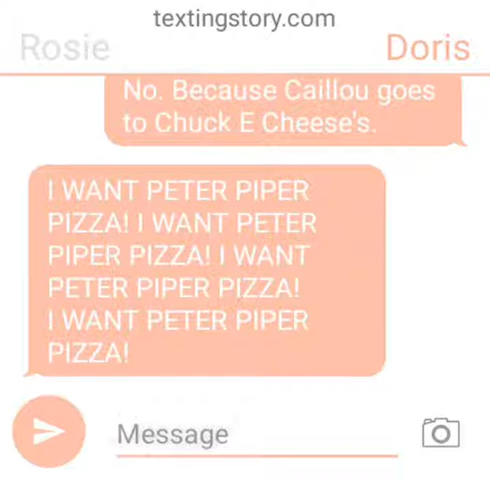 textingstory.com
Rosie
Doris
No. Because Caillou goes
to Chuck E Cheese's.
I WANT PETER PIPER
PIZZA! I WANT PETER
PIPER PIZZA! I WANT
PETER PIPER PIZZA!
I WANT PETER PIPER
PIZZA!
Message